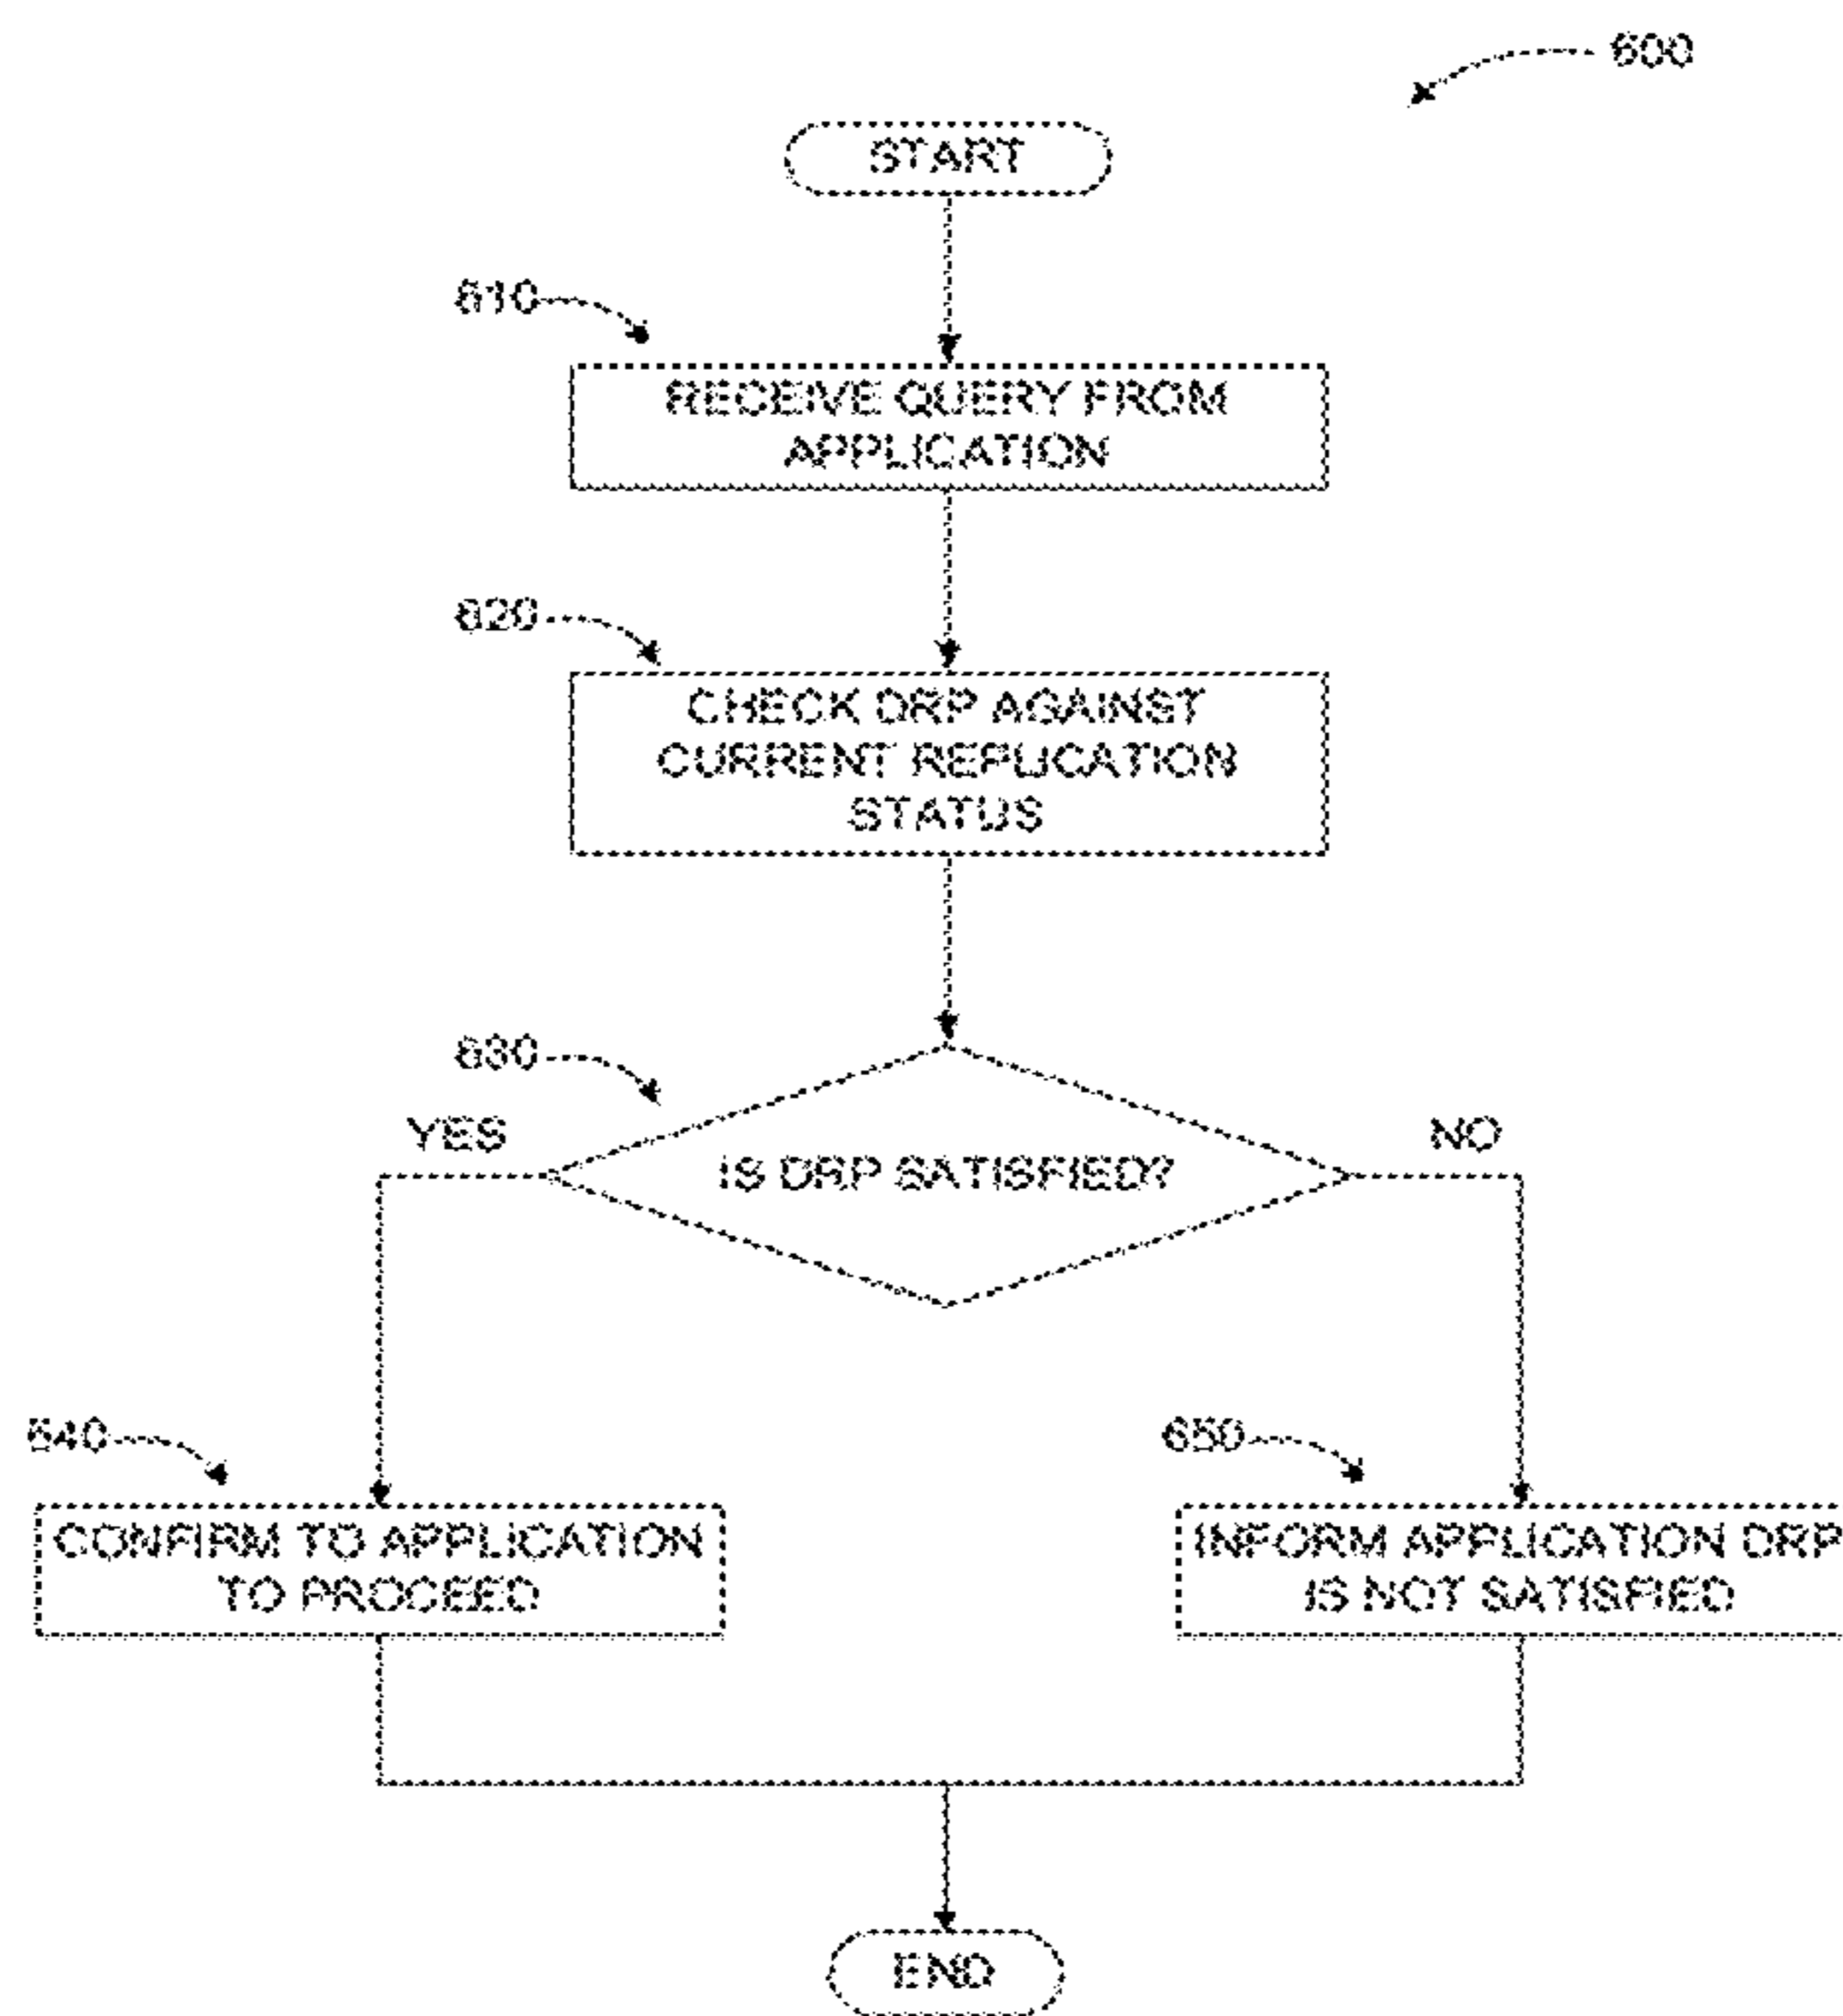 600
START
610
RECEIVE QUERY FROM
APPLICATION
620
CHECK DRP AGAINST
CURRENT REPLICATION
STATUS
630
YES
NO
IS DRP SATISFIED?
640
650
CONFIRM TO APPLICATION
TO PROCEED
INFORM APPLICATION DRP
IS NOT SATISFIED
END